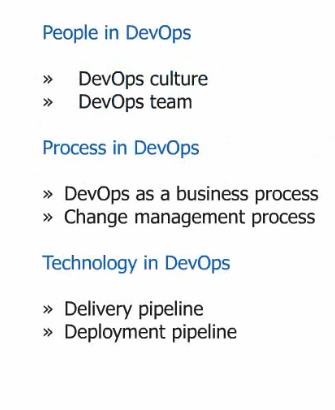 People in DevOps
» DevOps culture
» DevOps team
Process in DevOps
» DevOps as a business process
» Change management process
Technology in DevOps
» Delivery pipeline
» Deployment pipeline